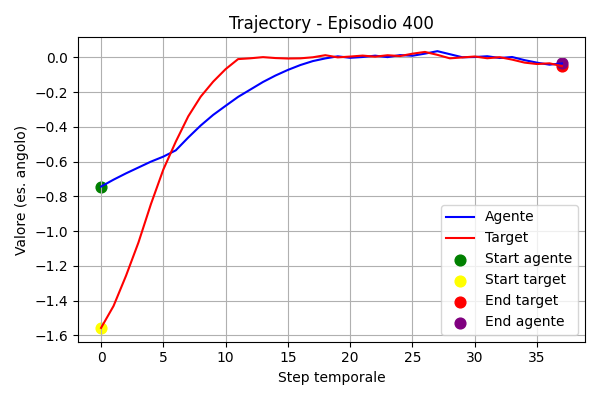 Trajectory - Episodio 400
Valore (es. angolo)
0.0
−0.2
−0.4
−0.6
−0.8
−1.0
−1.2
−1.4
−1.6
Agente
Target
Start agente
Start target
End target
End agente
0 5 10 15 20 25 30 35
Step temporale